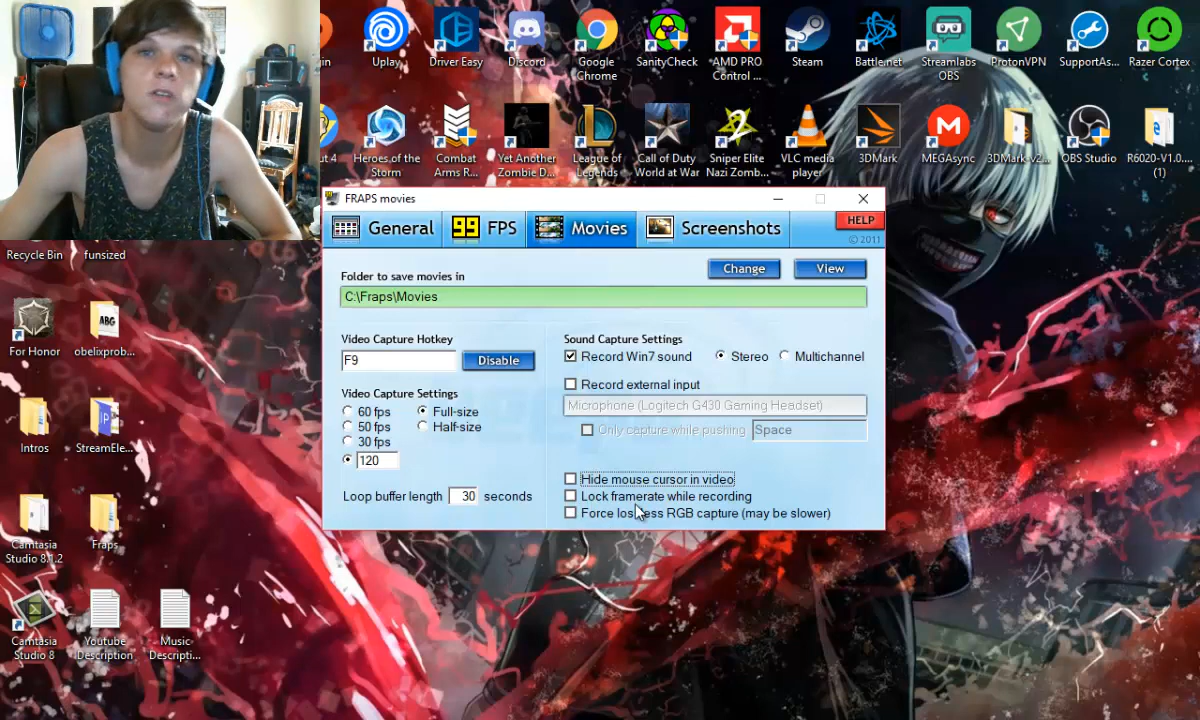 Uplay
Driver Easy
Discord
Google
Chrome
SanityCheck
AMD PRO
Control ...
Steam
Battle.net
Streamlabs
OBS
ProtonVPN
SupportAs...
Razer Cortex
Heroes of the
Storm
Combat
Arms R...
Yet Another
Zombie D...
League of
Legends
Call of Duty
World at War
Sniper Elite
Nazi Zomb...
VLC media
player
3DMark
MEGAsync
3DMark-v2...
OBS Studio
R6020-V1.0....
(1)
FRAPS movies
General
99 FPS
Movies
Screenshots
HELP
© 2011
Folder to save movies in
Change
View
C:\Fraps\Movies
Video Capture Hotkey
F9
Disable
Video Capture Settings
60 fps
Full-size
50 fps
Half-size
30 fps
120
Loop buffer length 30 seconds
Sound Capture Settings
Record Win7 sound
Stereo
Multichannel
Record external input
Microphone (Logitech G430 Gaming Headset)
Only capture while pushing Space
Hide mouse cursor in video
Lock framerate while recording
Force lossless RGB capture (may be slower)
Recycle Bin
funsized
For Honor
ABG
obelixprob...
Intros
StreamEle...
Camtasia
Studio 8.1.2
Fraps
Camtasia
Studio 8
Youtube
Description
Music
Descripti...